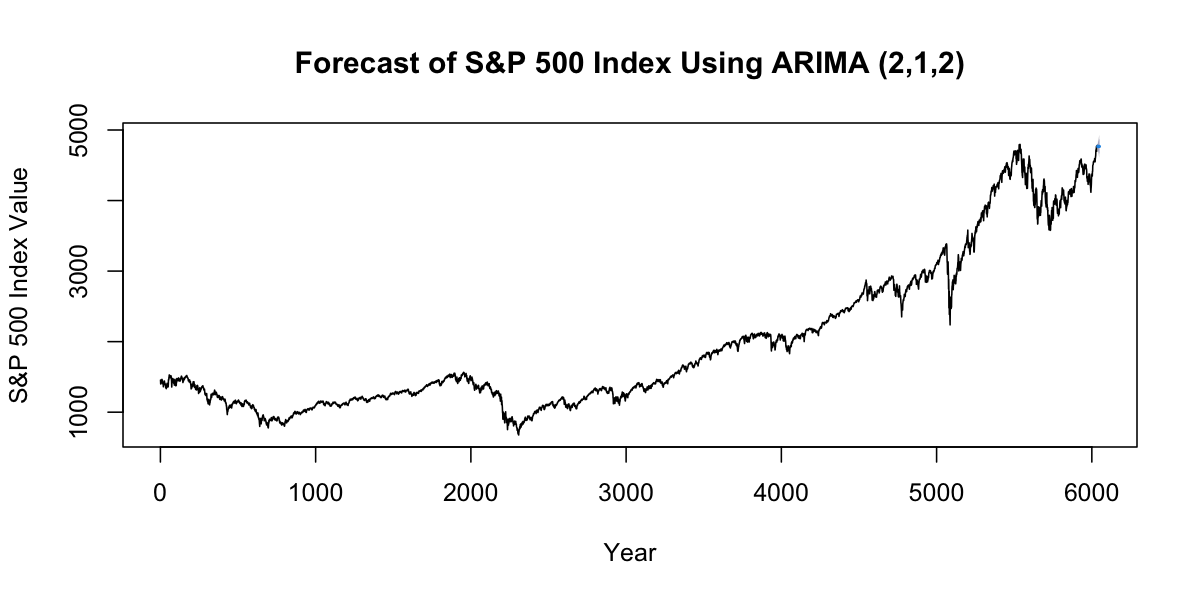 Forecast of S&P 500 Index Using ARIMA (2,1,2)
S&P 500 Index Value
5000
3000
1000
0 1000 2000 3000 4000 5000 6000
Year